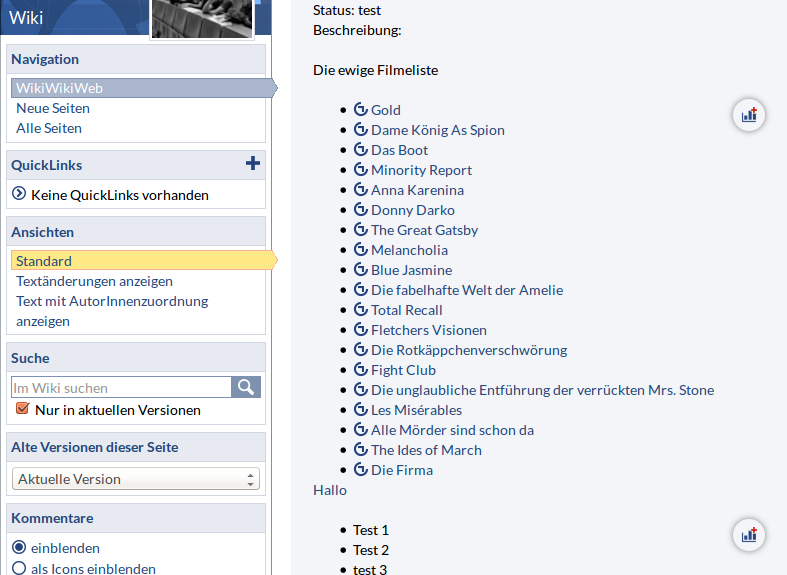 Wiki
Navigation
WikiWikiWeb
Neue Seiten
Alle Seiten
QuickLinks
Keine QuickLinks vorhanden
Ansichten
Standard
Textänderungen anzeigen
Text mit AutorInnenzuordnung
anzeigen
Suche
Im Wiki suchen
Nur in aktuellen Versionen
Alte Versionen dieser Seite
Aktuelle Version
Kommentare
einblenden
als Icons einblenden
Status: test
Beschreibung:
Die ewige Filmeliste
Gold
Dame König As Spion
Das Boot
Minority Report
Anna Karenina
Donny Darko
The Great Gatsby
Melancholia
Blue Jasmine
Die fabelhafte Welt der Amelie
Total Recall
Fletchers Visionen
Die Rotkäppchenverschwörung
Fight Club
Die unglaubliche Entführung der verrückten Mrs. Stone
Les Misérables
Alle Mörder sind schon da
The Ides of March
Die Firma
Hallo
Test 1
Test 2
test 3